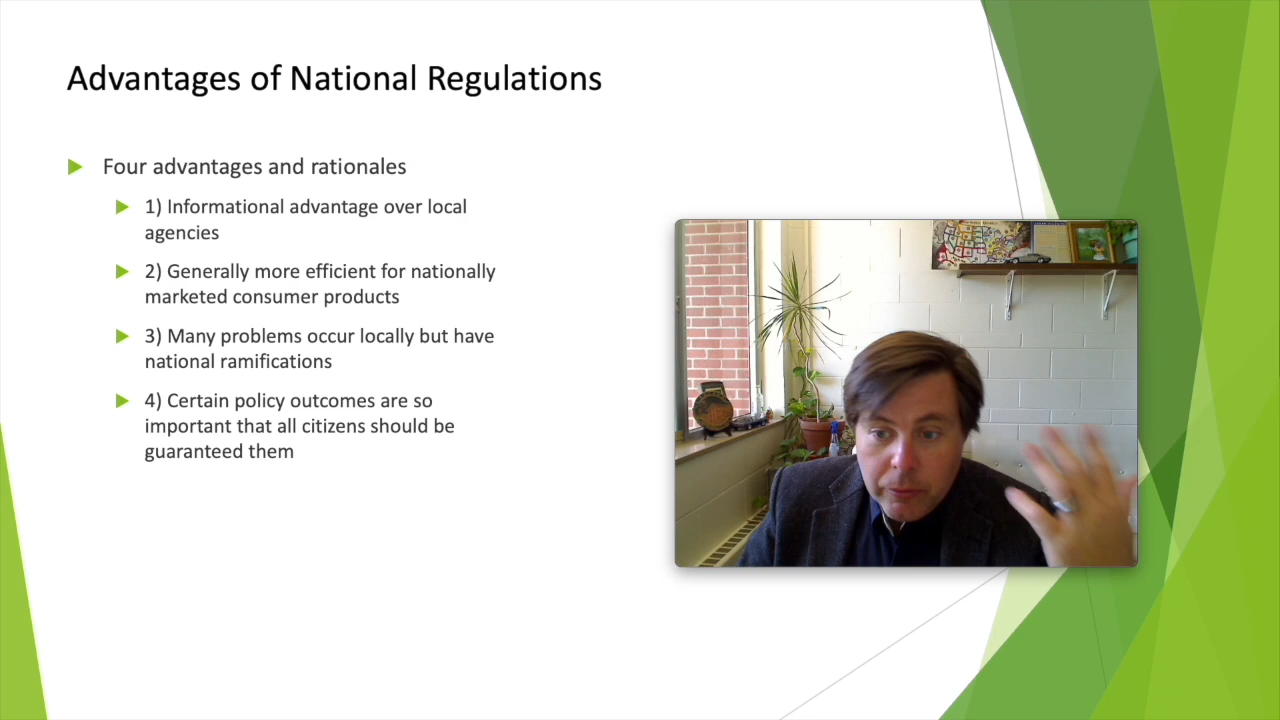 Advantages of National Regulations
Four advantages and rationales
1) Informational advantage over local
agencies
2) Generally more efficient for nationally
marketed consumer products
3) Many problems occur locally but have
national ramifications
4) Certain policy outcomes are so
important that all citizens should be
guaranteed them